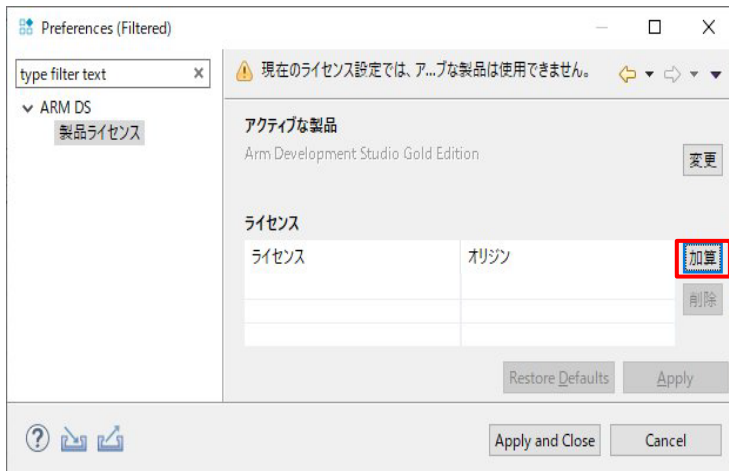 Preferences (Filtered)
type filter text
現在のライセンス設定では、ア...ブな製品は使用できません。
ARM DS
製品ライセンス
アクティブな製品
Arm Development Studio Gold Edition
変更
ライセンス
ライセンス オリジン
加算
削除
Restore Defaults Apply
Apply and Close Cancel